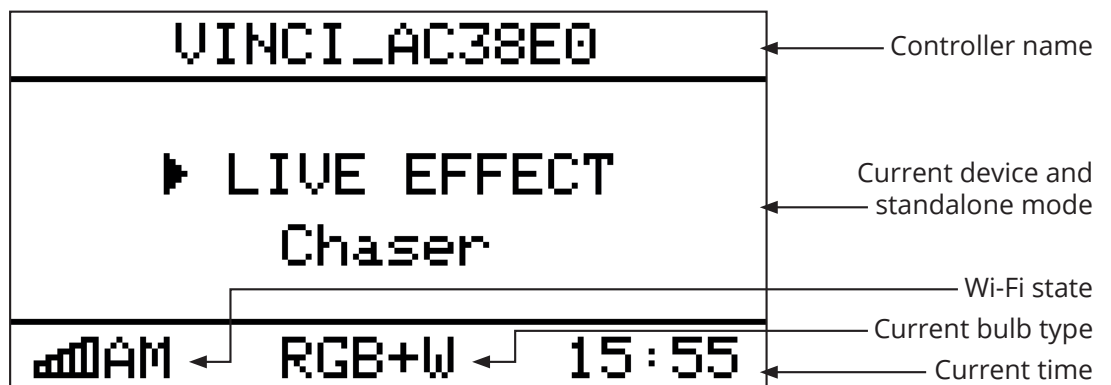 VINCI_AC38E0
Controller name
▶ LIVE EFFECT
Chaser
Current device and
standalone mode
Wi-Fi state
Current bulb type
AM RGB+W 15:55
Current time